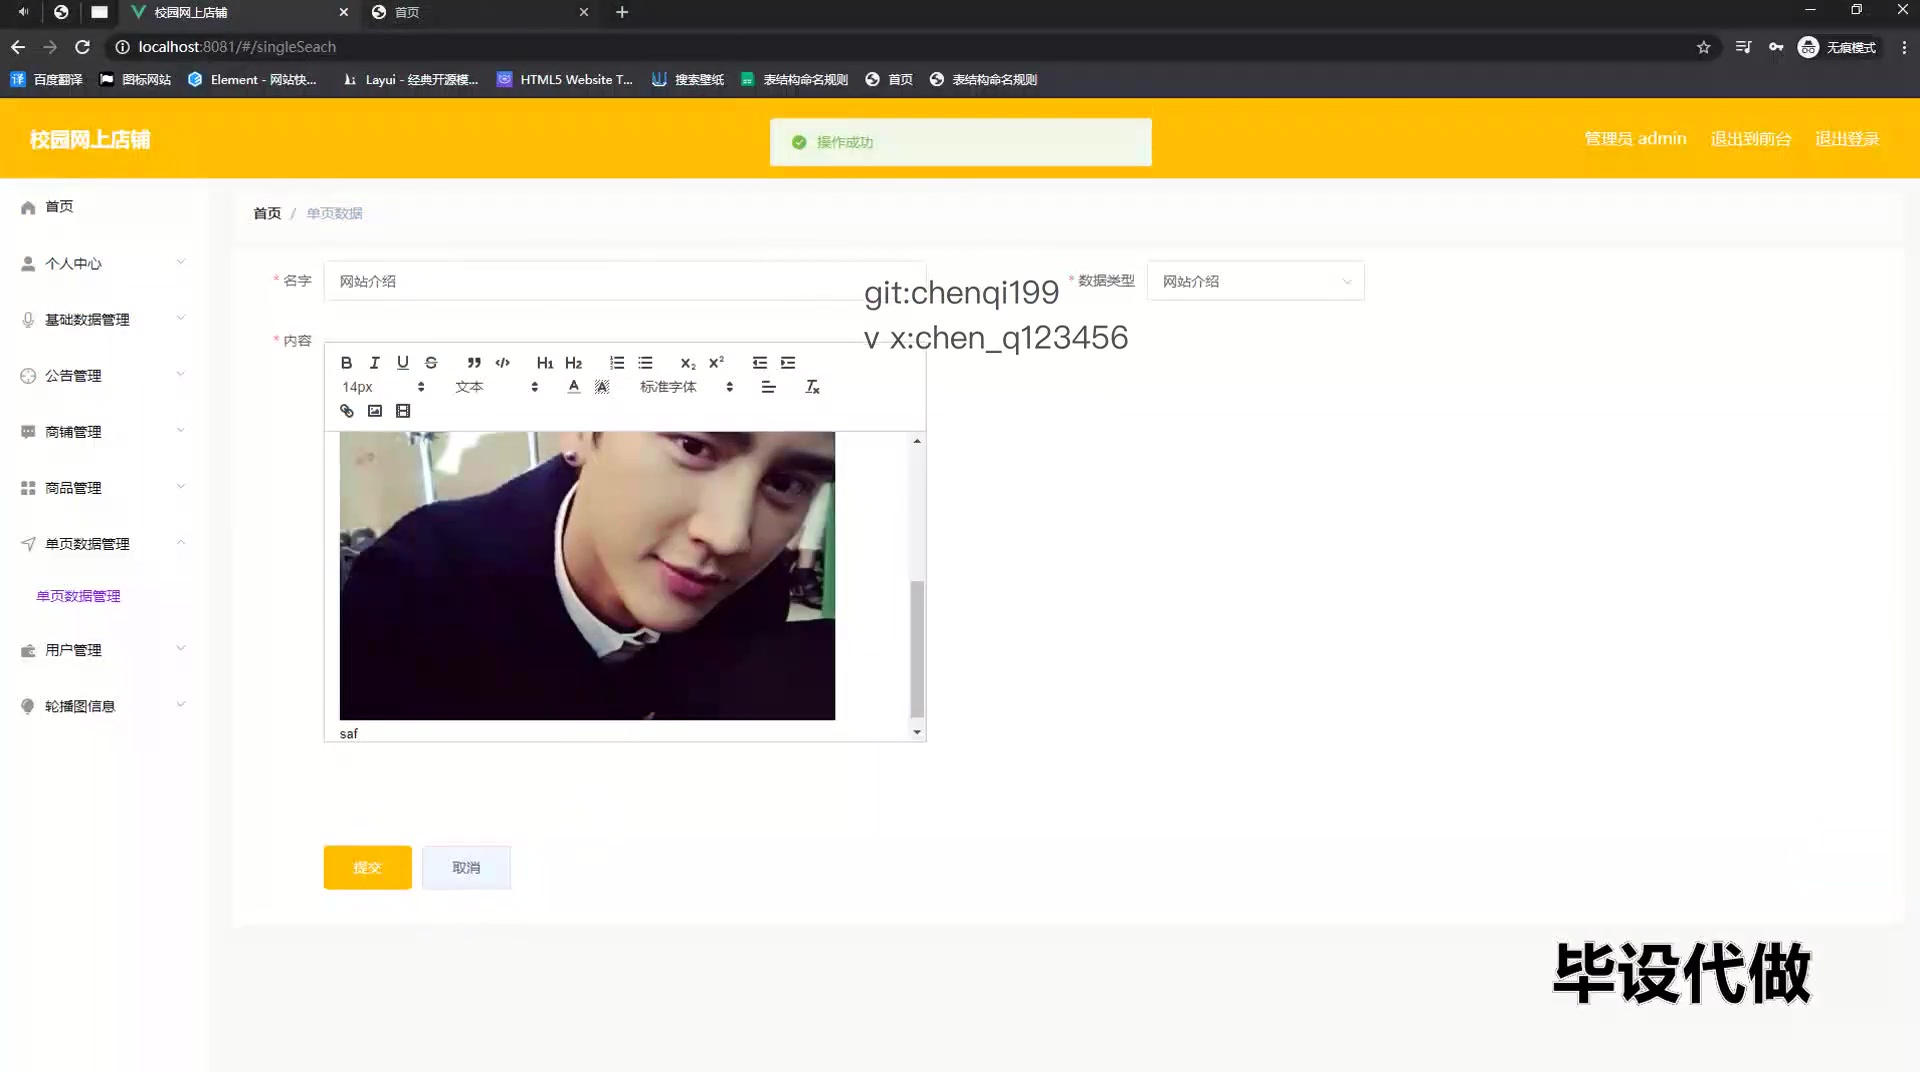 校园网上店铺
首页
localhost:8081/#/singleSeach
无痕模式
百度翻译
图标网站
Element - 网站快...
Layui - 经典开源模...
HTML5 Website T...
搜索壁纸
表结构命名规则
首页
表结构命名规则
校园网上店铺
操作成功
管理员 admin
退出到前台
退出登录
首页
个人中心
基础数据管理
公告管理
商铺管理
商品管理
单页数据管理
单页数据管理
用户管理
轮播图信息
首页 / 单页数据
* 名字
网站介绍
* 数据类型
网站介绍
git:chenqi199
v x:chen_q123456
* 内容
B I U S H1 H2 X2 X2
14px
文本
标准字体
saf
提交
取消
毕设代做